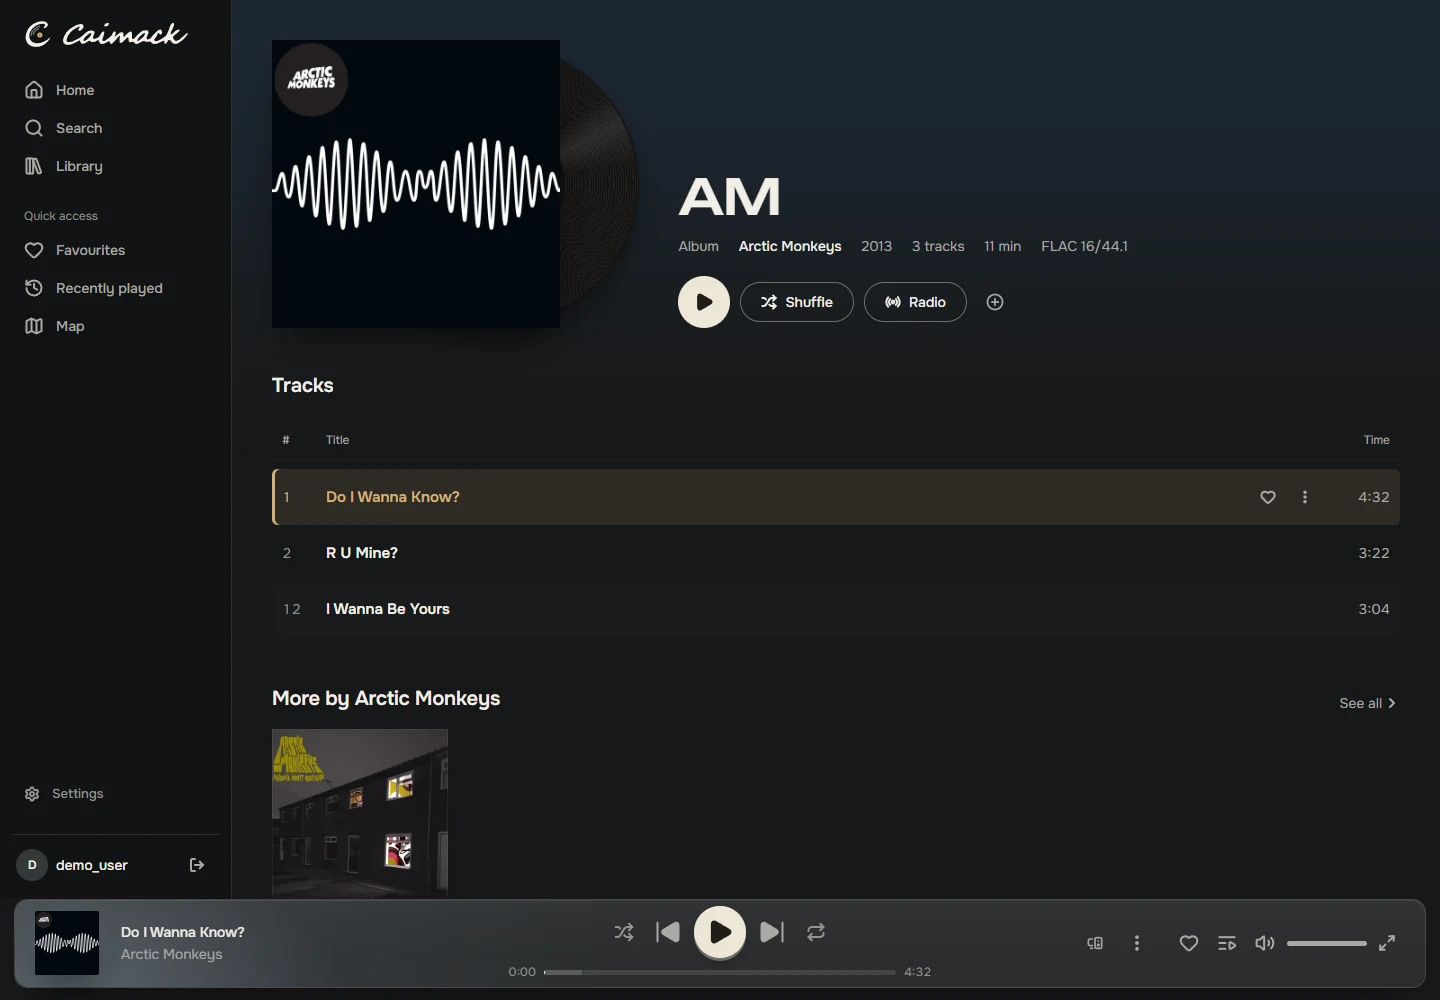 Caimack
Home
Search
Library
Quick access
Favourites
Recently played
Map
Settings
D demo_user
ARCTIC
MONKEYS
AM
Album Arctic Monkeys 2013 3 tracks 11 min FLAC 16/44.1
Shuffle Radio
Tracks
# Title Time
1 Do I Wanna Know? 4:32
2 R U Mine? 3:22
12 I Wanna Be Yours 3:04
More by Arctic Monkeys See all
ARCTIC
MONKEYS
Do I Wanna Know?
Arctic Monkeys
0:00 4:32